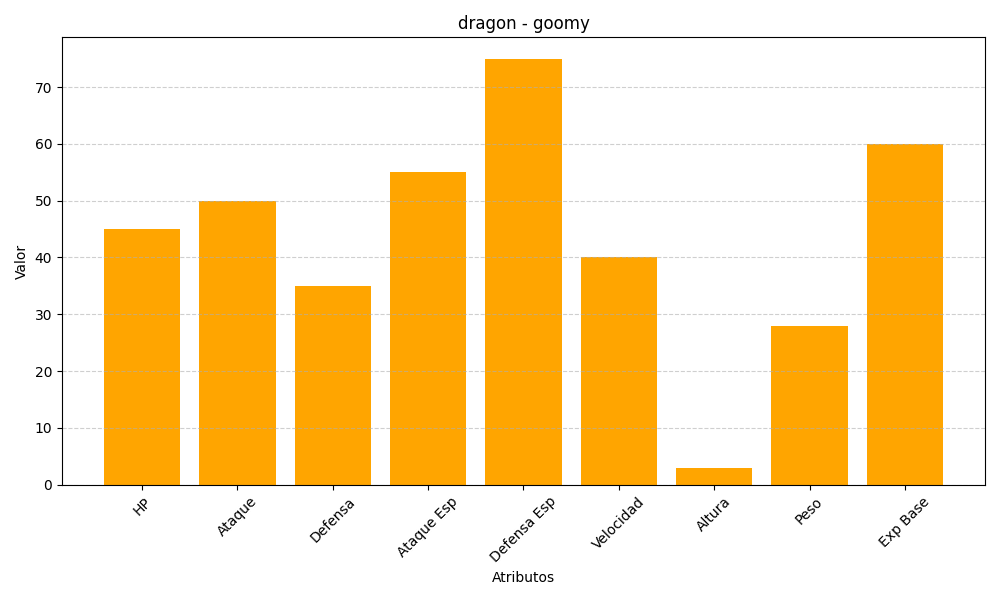 dragon - goomy
Valor
70
60
50
40
30
20
10
0
HP
Ataque
Defensa
Ataque Esp
Defensa Esp
Velocidad
Altura
Peso
Exp Base
Atributos